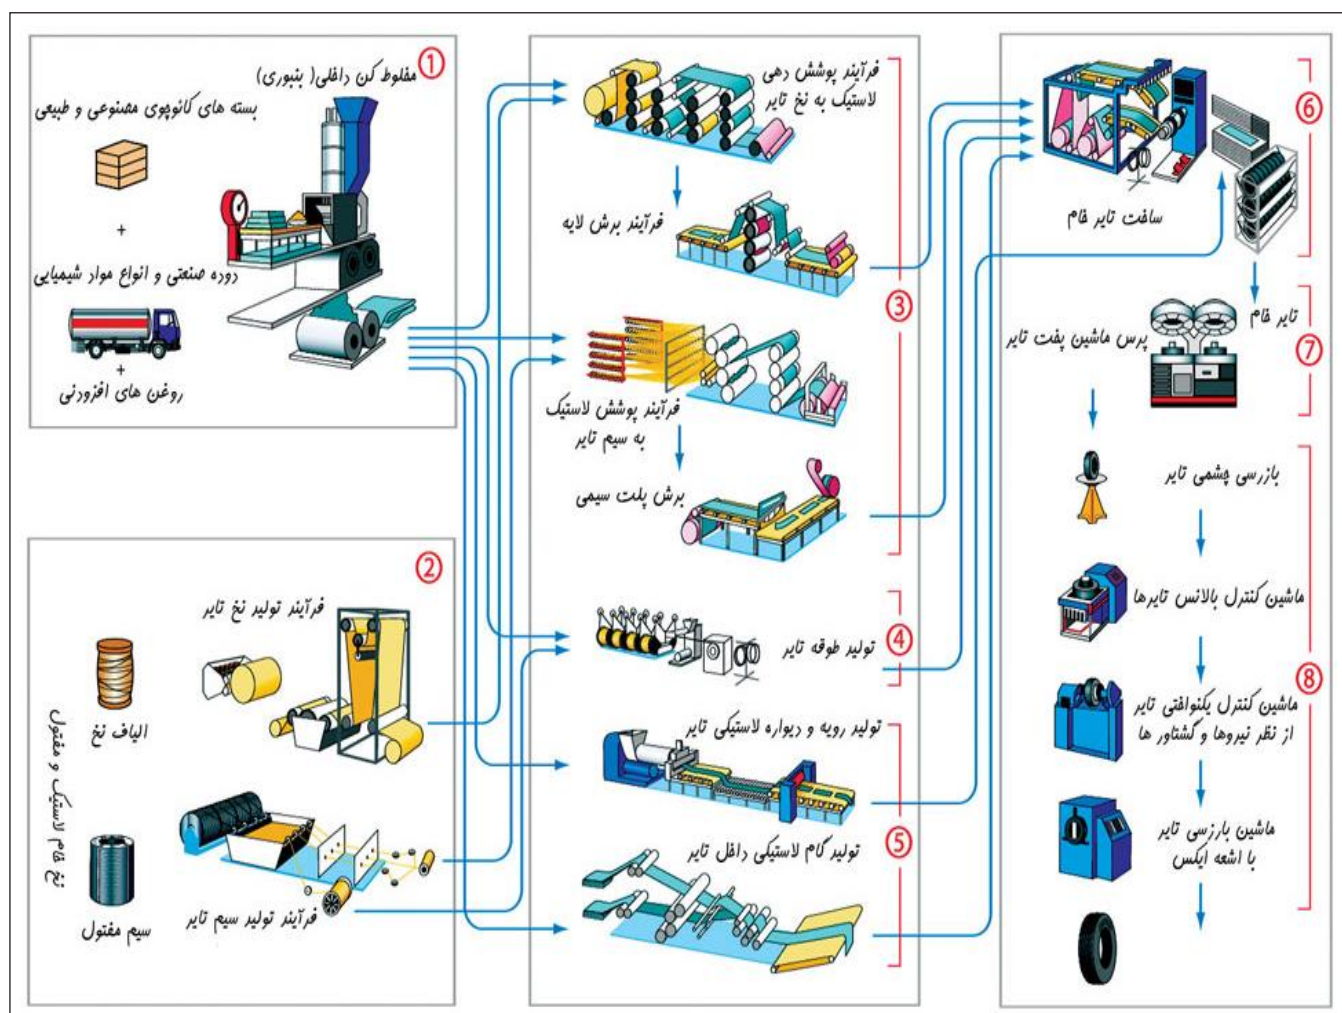 ①
مخلوط کن داخلی( بنبوری)
بسته های کائوچوی مصنوعی و طبیعی
+
دوده صنعتی و انواع مواد شیمیایی
+
روغن های افزودنی
②
فرآیند تولید نخ تایر
الیاف نخ
نخ خام لاستیک و مفتول
سیم مفتول
فرآیند تولید سیم تایر
③
فرآیند پوشش دهی
لاستیک به نخ تایر
فرآیند برش لایه
فرآیند پوشش لاستیک
به سیم تایر
برش پلت سیمی
④
تولید طوقه تایر
⑤
تولید رویه و دیواره لاستیکی تایر
تولید گام لاستیکی داخل تایر
⑥
ساخت تایر خام
⑦
تایر خام
پرس ماشین پخت تایر
⑧
بازرسی چشمی تایر
ماشین کنترل بالانس تایرها
ماشین کنترل یکنواختی تایر
از نظر نیروها و گشتاور ها
ماشین بارزسی تایر
با اشعه ایکس